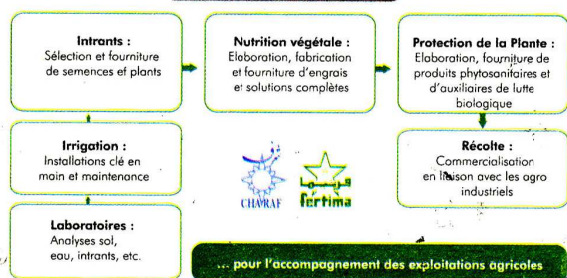 Intrants :
Sélection et fourniture
de semences et plants
Nutrition végétale :
Elaboration, fabrication
et fourniture d'engrais
et solutions complètes
Protection de la Plante :
Elaboration, fourniture de
produits phytosanitaires et
d'auxiliaires de lutte
biologique
Irrigation :
Installations clé en
main et maintenance
Récolte :
Commercialisation
en liaison avec les agro
industriels
Laboratoires :
Analyses sol,
eau, intrants, etc.
CHARAF
فرتيما
fertima
... pour l'accompagnement des exploitations agricoles